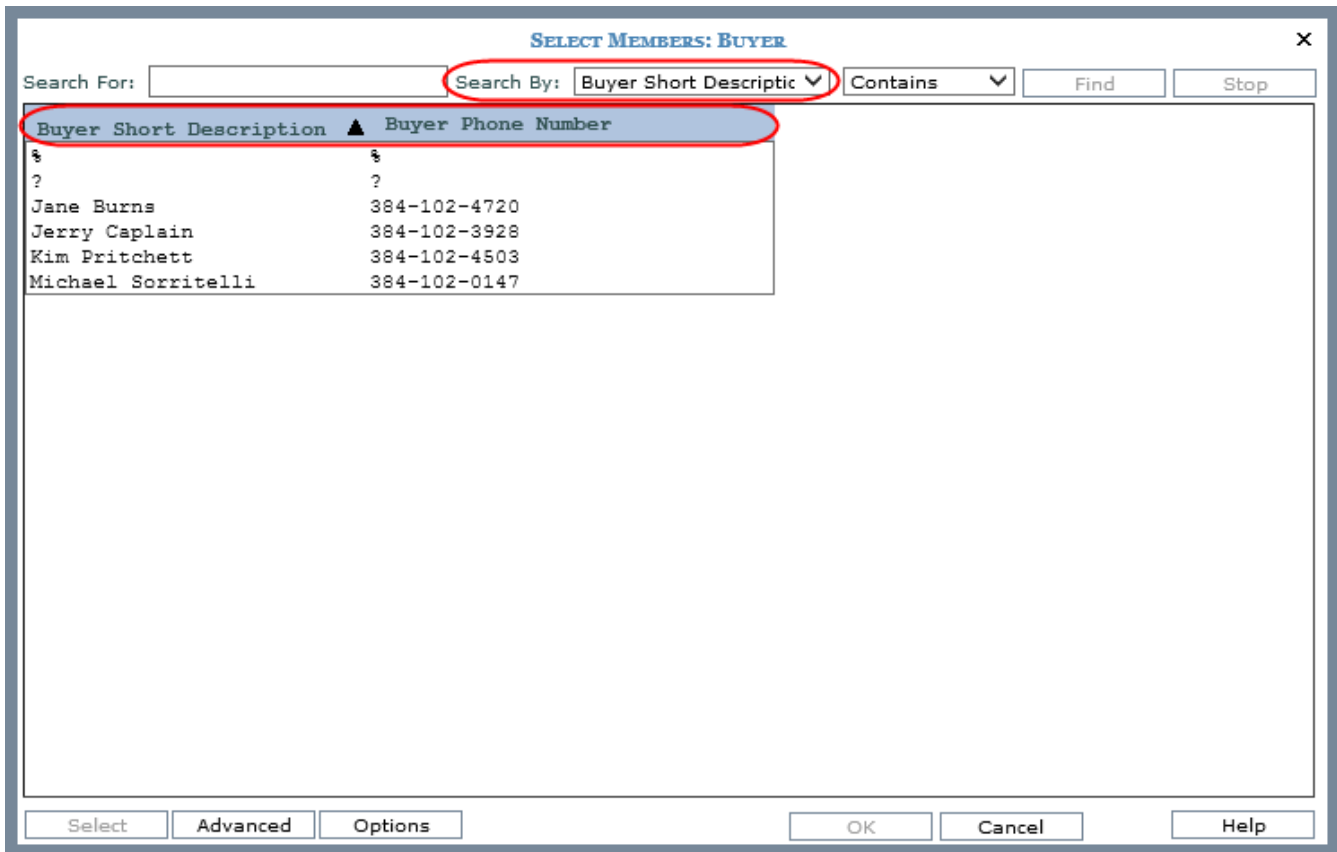 SELECT MEMBERS: BUYER ×
Search For: Search By: Buyer Short Descriptic Contains Find Stop
Buyer Short Description ▲ Buyer Phone Number
% %
? ?
Jane Burns 384-102-4720
Jerry Caplain 384-102-3928
Kim Pritchett 384-102-4503
Michael Sorritelli 384-102-0147
Select Advanced Options OK Cancel Help